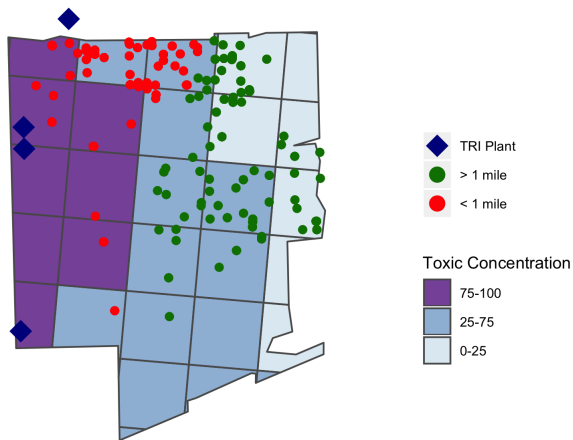 TRI Plant
> 1 mile
< 1 mile
Toxic Concentration
75-100
25-75
0-25